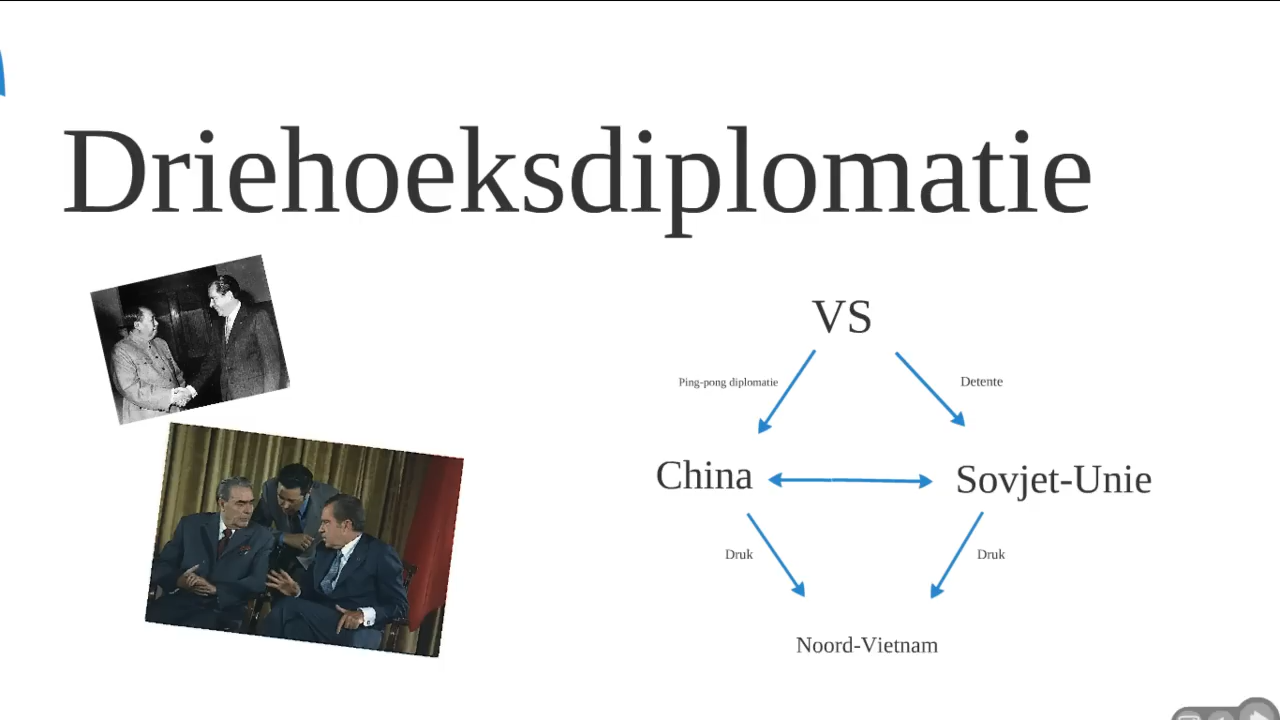 Driehoeksdiplomatie
VS
Ping-pong diplomatie
Detente
China
Sovjet-Unie
Druk
Druk
Noord-Vietnam